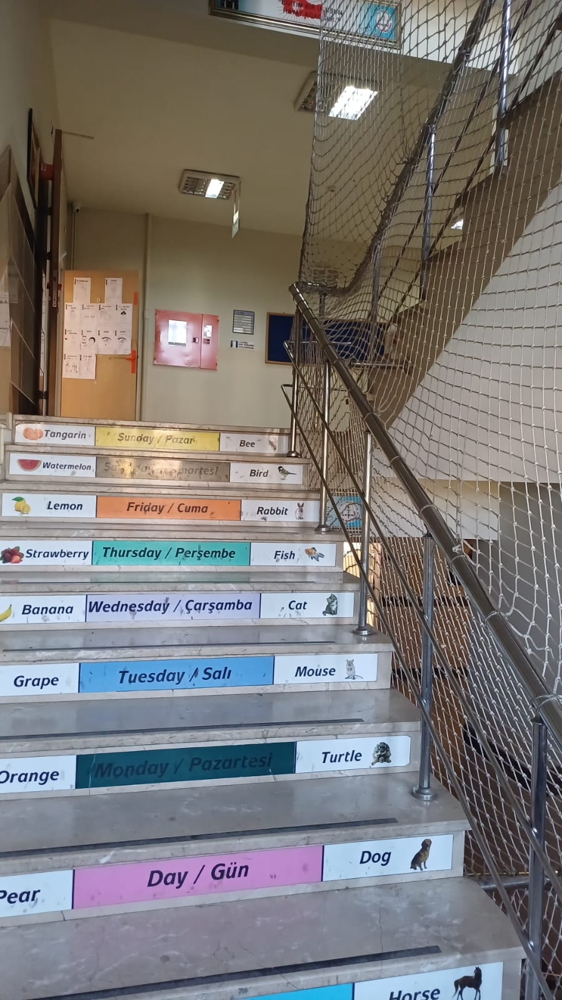 Tangarin Sunday / Pazar Bee
Watermelon Bird
Lemon Friday / Cuma Rabbit
Strawberry Thursday / Perşembe Fish
Banana Wednesday / Çarşamba Cat
Grape Tuesday / Salı Mouse
Orange Monday / Pazartesi Turtle
Pear Day / Gün Dog
Horse